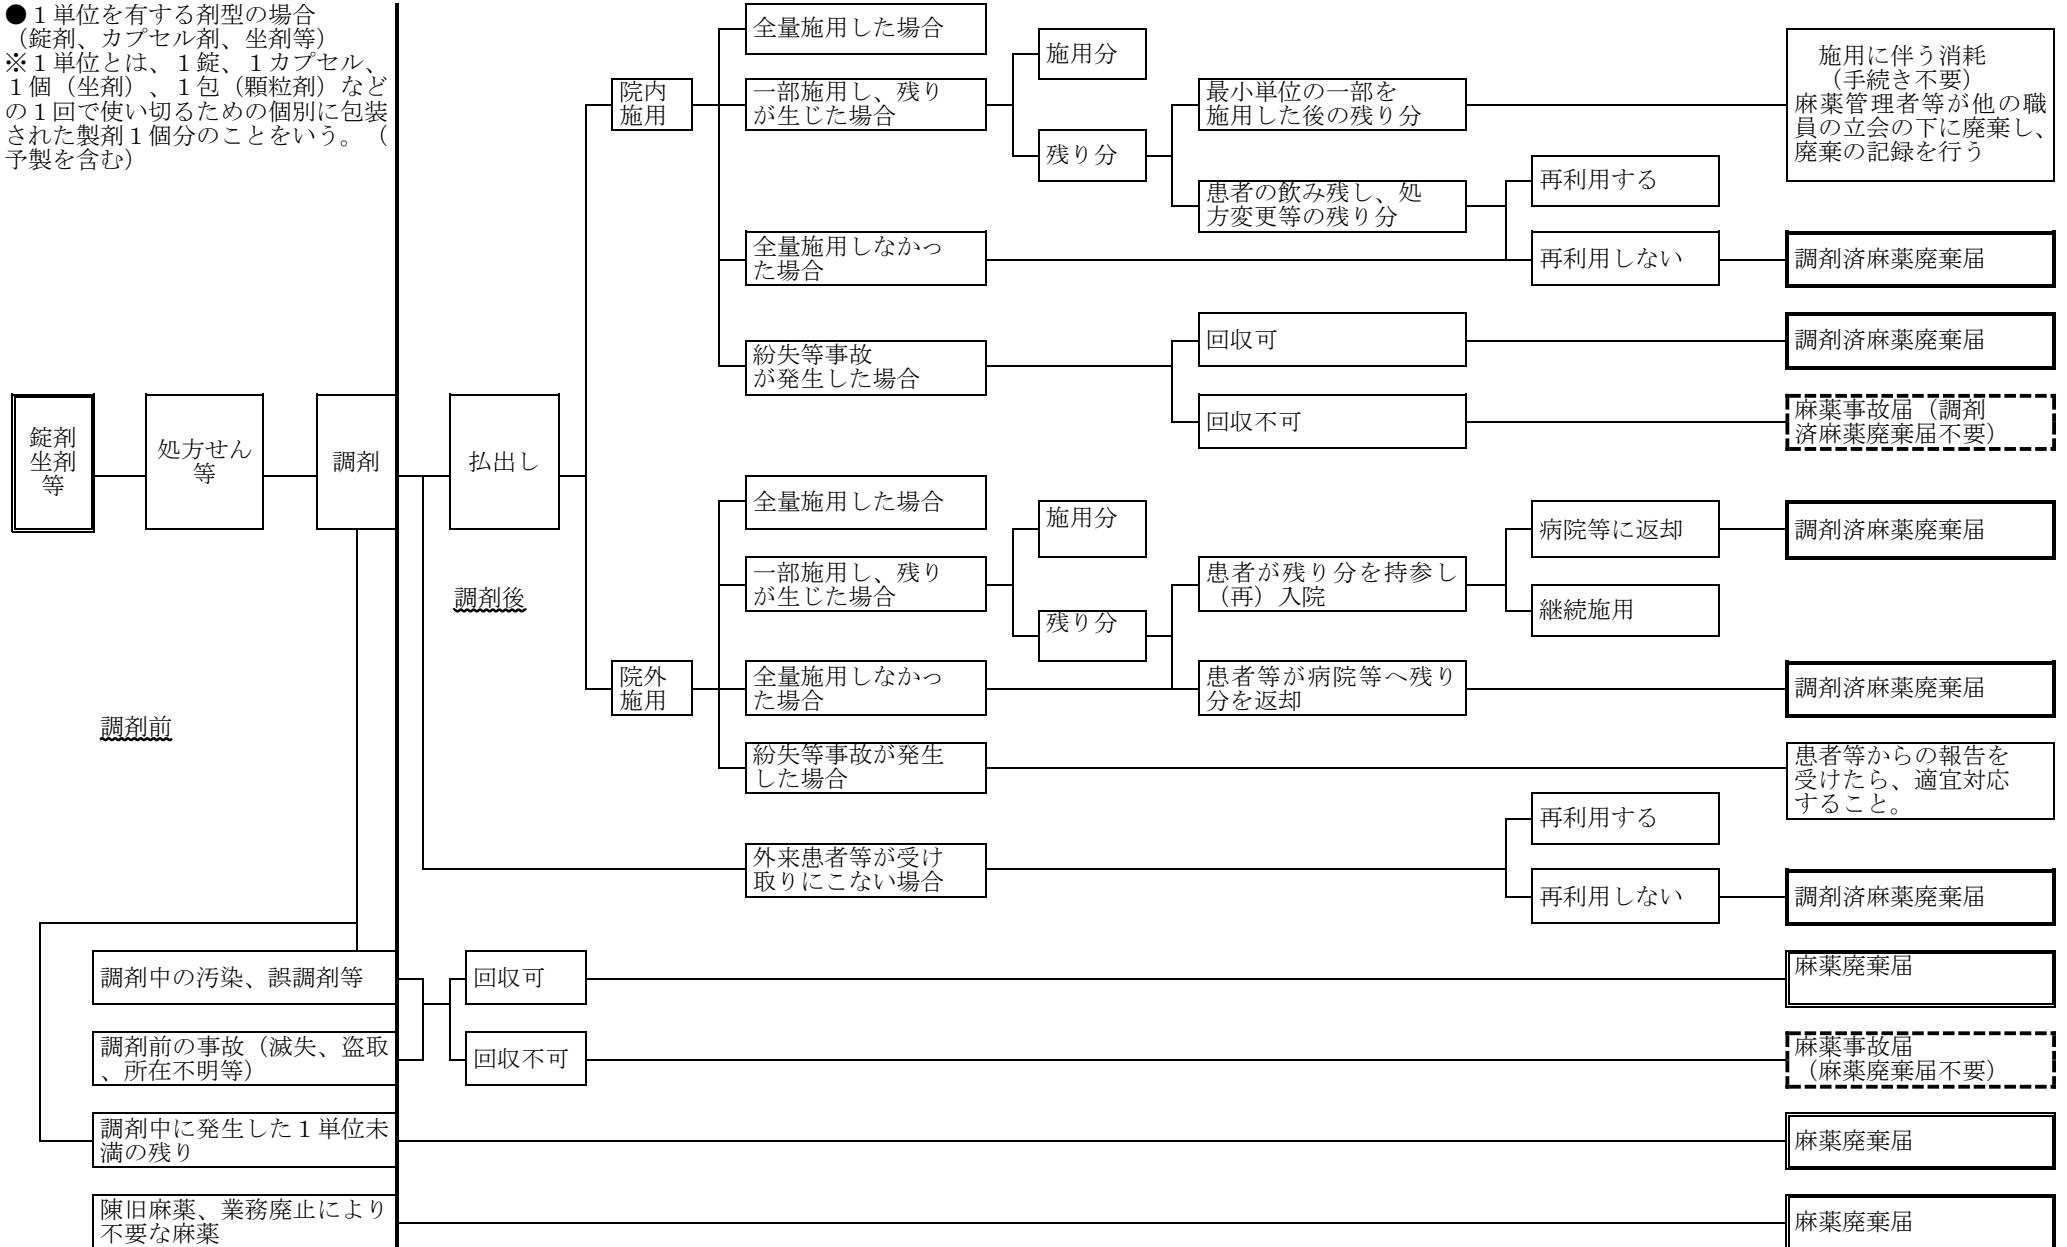 ●１単位を有する剤型の場合
（錠剤、カプセル剤、坐剤等）
※１単位とは、１錠、１カプセル、
１個（坐剤）、１包（顆粒剤）など
の１回で使い切るための個別に包装
された製剤１個分のことをいう。（
予製を含む）
錠剤
坐剤
等
処方せん
等
調剤
払出し
調剤前
調剤後
院内
施用
全量施用した場合
一部施用し、残り
が生じた場合
施用分
残り分
最小単位の一部を
施用した後の残り分
施用に伴う消耗
（手続き不要）
麻薬管理者等が他の職
員の立会の下に廃棄し、
廃棄の記録を行う
患者の飲み残し、処
方変更等の残り分
再利用する
全量施用しなかっ
た場合
再利用しない
調剤済麻薬廃棄届
紛失等事故
が発生した場合
回収可
調剤済麻薬廃棄届
回収不可
麻薬事故届（調剤
済麻薬廃棄届不要）
院外
施用
全量施用した場合
一部施用し、残り
が生じた場合
施用分
残り分
患者が残り分を持参し
（再）入院
病院等に返却
調剤済麻薬廃棄届
継続施用
全量施用しなかっ
た場合
患者等が病院等へ残り
分を返却
調剤済麻薬廃棄届
紛失等事故が発生
した場合
患者等からの報告を
受けたら、適宜対応
すること。
外来患者等が受け
取りにこない場合
再利用する
再利用しない
調剤済麻薬廃棄届
調剤中の汚染、誤調剤等
回収可
麻薬廃棄届
調剤前の事故（滅失、盗取
、所在不明等）
回収不可
麻薬事故届
（麻薬廃棄届不要）
調剤中に発生した１単位未
満の残り
麻薬廃棄届
陳旧麻薬、業務廃止により
不要な麻薬
麻薬廃棄届